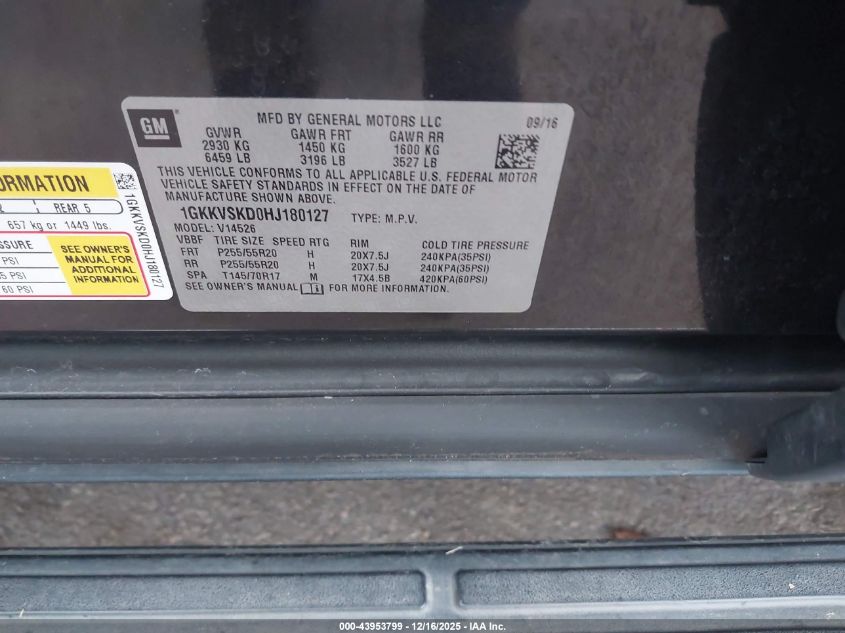 GM
MFD BY GENERAL MOTORS LLC
09/16
GVWR GAWR FRT GAWR RR
2930 KG 1450 KG 1600 KG
6459 LB 3196 LB 3527 LB
THIS VEHICLE CONFORMS TO ALL APPLICABLE U.S. FEDERAL MOTOR
VEHICLE SAFETY STANDARDS IN EFFECT ON THE DATE OF
MANUFACTURE SHOWN ABOVE.
1GKKVSKD0HJ180127 TYPE: M.P.V.
MODEL: V14526
VBBF TIRE SIZE SPEED RTG RIM COLD TIRE PRESSURE
FRT P255/55R20 H 20X7.5J 240KPA(35PSI)
RR P255/55R20 H 20X7.5J 240KPA(35PSI)
SPA T145/70R17 M 17X4.5B 420KPA(60PSI)
SEE OWNER'S MANUAL FOR MORE INFORMATION.
ORMATION
REAR 5
657 kg or 1449 lbs.
SSURE
PSI
5 PSI
60 PSI
SEE OWNER'S
MANUAL FOR
ADDITIONAL
INFORMATION
1GKKVSKD0HJ180127
000-43953799 - 12/16/2025 - IAA Inc.